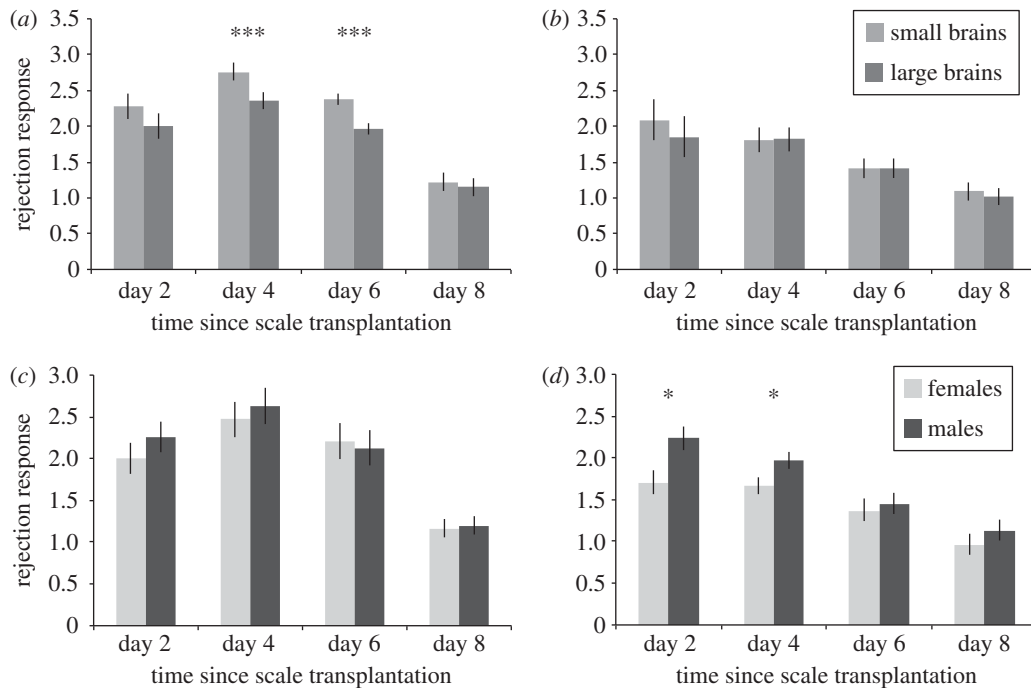 (a)
3.5
3.0
2.5
2.0
1.5
1.0
0.5
0
rejection response
*** ***
day 2 day 4 day 6 day 8
time since scale transplantation
(b)
3.5
3.0
2.5
2.0
1.5
1.0
0.5
0
small brains
large brains
day 2 day 4 day 6 day 8
time since scale transplantation
(c)
3.0
2.5
2.0
1.5
1.0
0.5
0
rejection response
day 2 day 4 day 6 day 8
time since scale transplantation
(d)
3.0
2.5
2.0
1.5
1.0
0.5
0
* *
females
males
day 2 day 4 day 6 day 8
time since scale transplantation